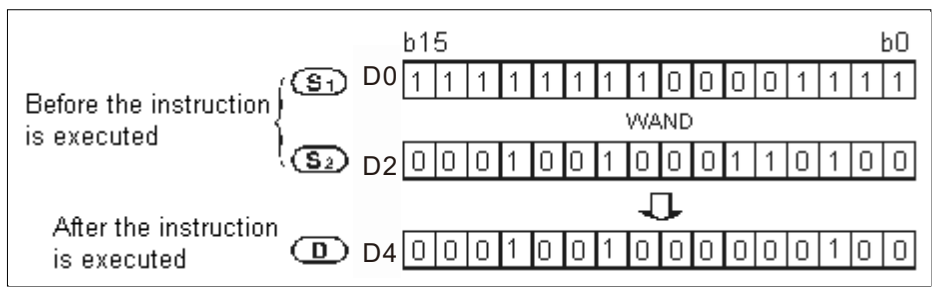 b15 b0
S1 D0 1 1 1 1 1 1 1 1 0 0 0 0 1 1 1 1
Before the instruction
is executed
WAND
S2 D2 0 0 0 1 0 0 1 0 0 0 1 1 0 1 0 0
After the instruction
is executed
D D4 0 0 0 1 0 0 1 0 0 0 0 0 0 1 0 0